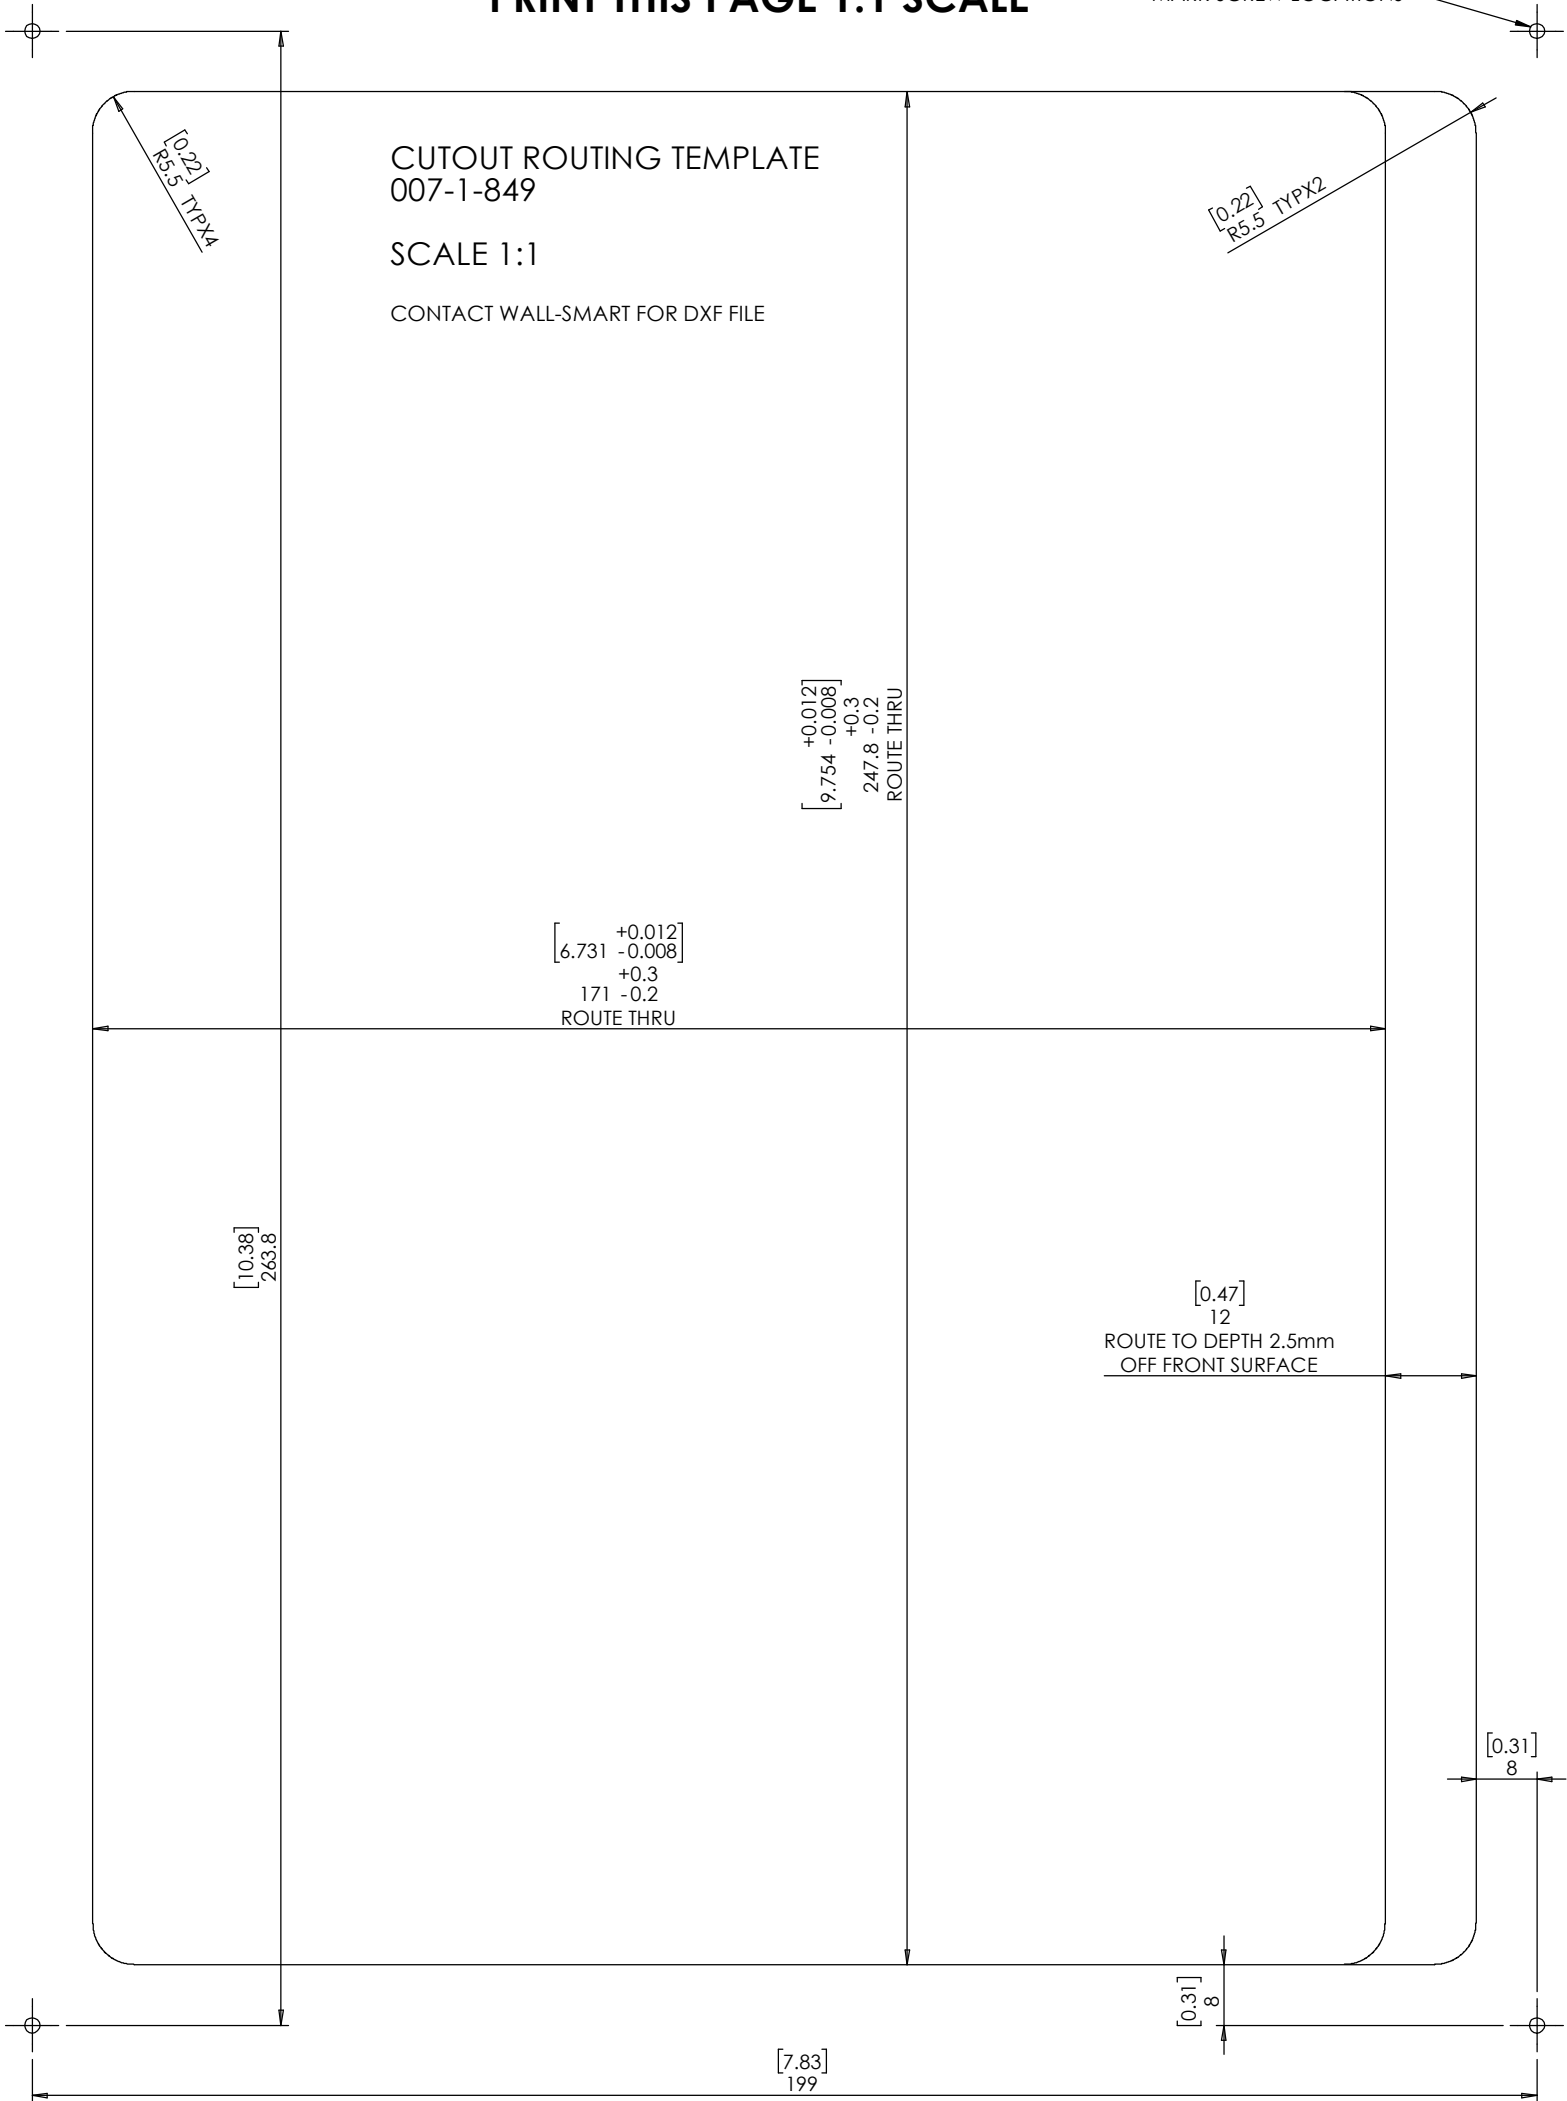 PRINT THIS PAGE 1:1 SCALE
MARK SCREW LOCATIONS
[0.22]
R5.5 TYPX4
CUTOUT ROUTING TEMPLATE
007-1-849
SCALE 1:1
CONTACT WALL-SMART FOR DXF FILE
[0.22]
R5.5 TYPX2
+0.012
[9.754 -0.008]
+0.3
247.8 -0.2
ROUTE THRU
+0.012
[6.731 -0.008]
+0.3
171 -0.2
ROUTE THRU
[10.38]
263.8
[0.47]
12
ROUTE TO DEPTH 2.5mm
OFF FRONT SURFACE
[0.31]
8
[0.31]
8
[7.83]
199